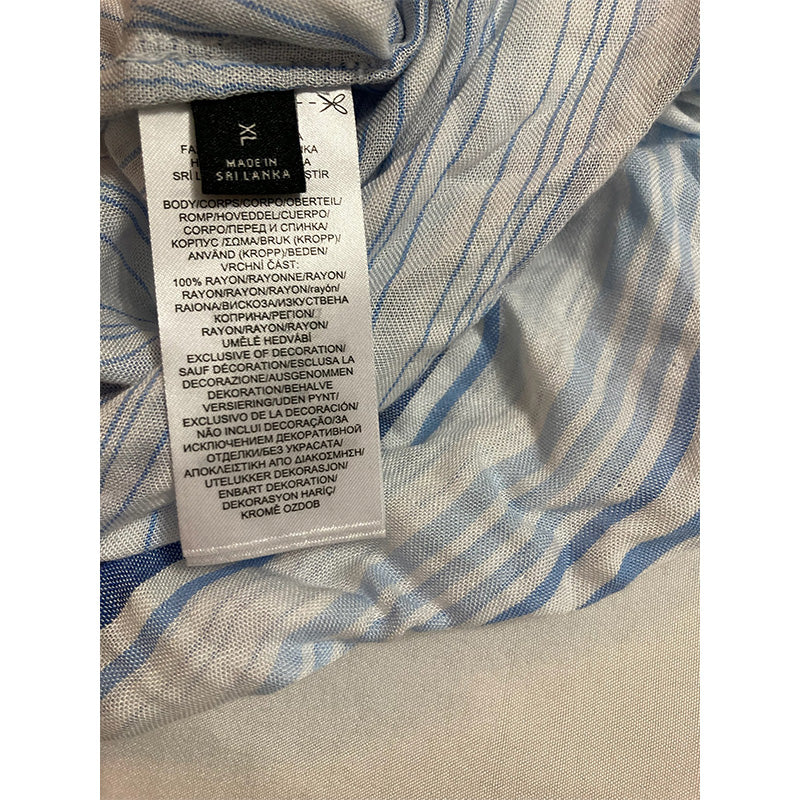 XL
MADE IN
SRI LANKA
BODY/CORPS/CORPO/OBERTEIL/
ROMP/HOVEDDEL/CUERPO/
CORPO/ПЕРЕД И СПИНКА/
КОРПУС /ΣΩΜΑ/BRUK (KROPP)/
ANVÄND (KROPP)/BEDEN/
VRCHNÍ ČÁST:
100% RAYON/RAYONNE/RAYON/
RAYON/RAYON/RAYON/rayón/
RAIONA/ВИСКОЗА/ИЗКУСТВЕНА
КОПРИНА/ΡΕΓΙΟΝ/
RAYON/RAYON/RAYON/
UMĚLÉ HEDVÁBÍ
EXCLUSIVE OF DECORATION/
SAUF DÉCORATION/ESCLUSA LA
DECORAZIONE/AUSGENOMMEN
DEKORATION/BEHALVE
VERSIERING/UDEN PYNT/
EXCLUSIVO DE LA DECORACIÓN/
NÃO INCLUI DECORAÇÃO/ЗА
ИСКЛЮЧЕНИЕМ ДЕКОРАТИВНОЙ
ОТДЕЛКИ/БЕЗ УКРАСАТА/
ΑΠΟΚΛΕΙΣΤΙΚΗ ΑΠΟ ΔΙΑΚΟΣΜΗΣΗ/
UTELUKKER DEKORASJON/
ENBART DEKORATION/
DEKORASYON HARİÇ/
KROMĚ OZDOB